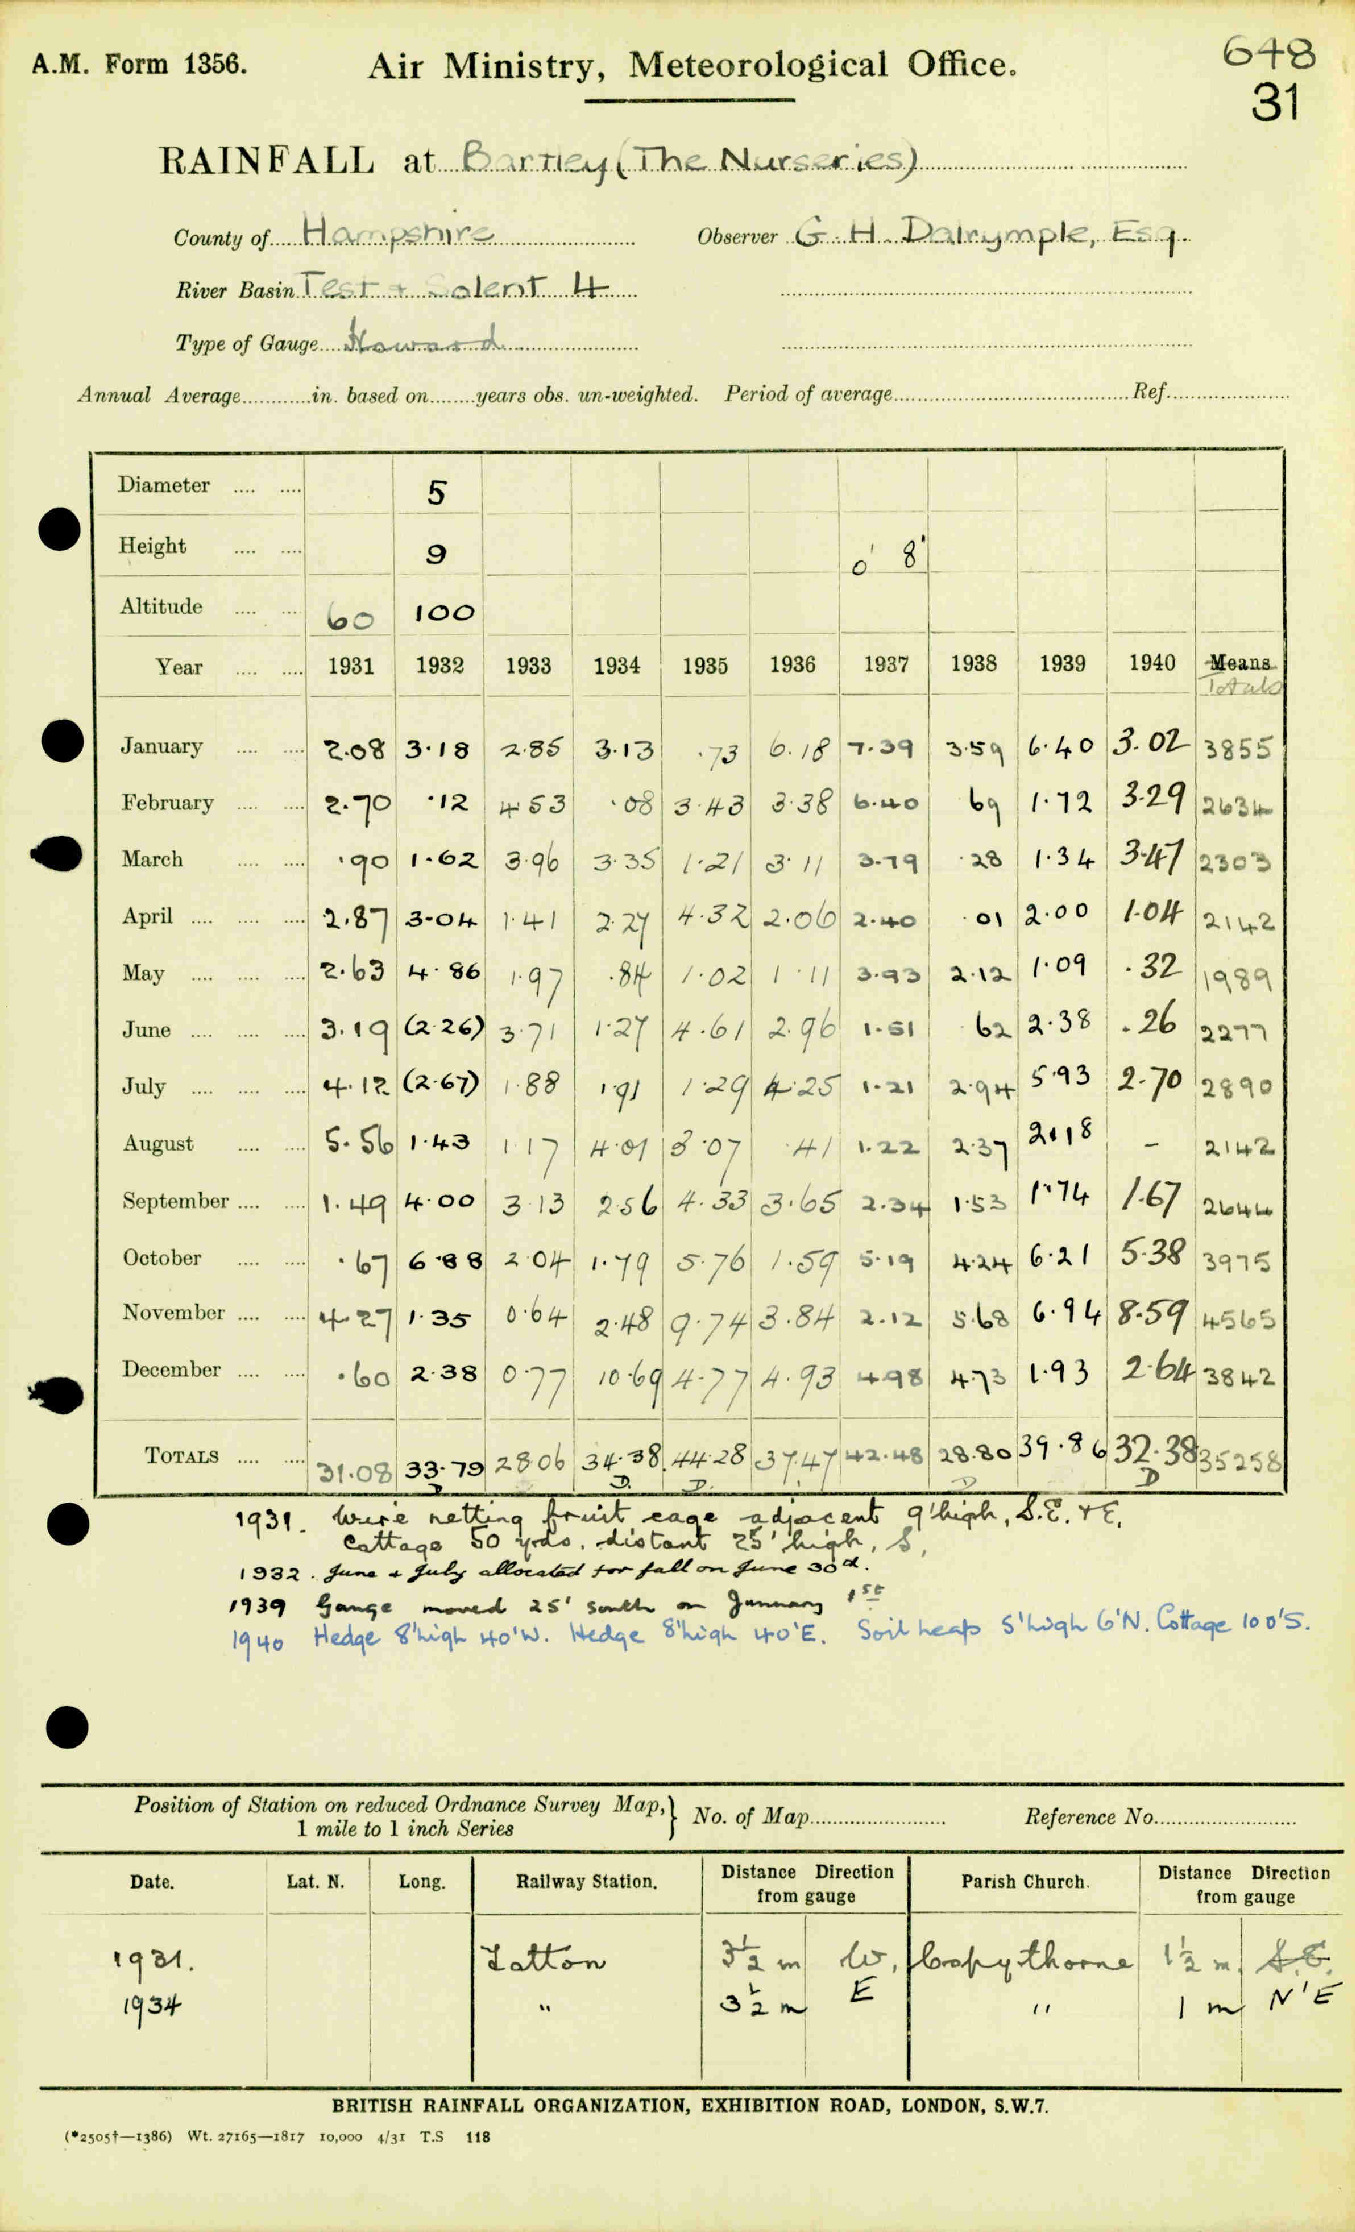 A.M. Form 1356.
Air Ministry, Meteorological Office.
648
31
RAINFALL at Bartley (The Nurseries)
County of Hampshire Observer G. H. Dalrymple, Esq.
River Basin Test + Solent 4
Type of Gauge Howard
Annual Average in. based on years obs. un-weighted. Period of average Ref.
Diameter 5
Height 9 0' 8"
Altitude 60 100
Year 1931 1932 1933 1934 1935 1936 1937 1938 1939 1940 Means
Totals
January 2.08 3.18 2.85 3.13 .73 6.18 7.39 3.59 6.40 3.02 3855
February 2.70 .12 4.53 .08 3.43 3.38 6.40 69 1.72 3.29 2634
March .90 1.62 3.96 3.35 1.21 3.11 3.79 .28 1.34 3.47 2303
April 2.87 3.04 1.41 2.27 4.32 2.06 2.40 .01 2.00 1.04 2142
May 2.63 4.86 1.97 .84 1.02 1.11 3.93 2.12 1.09 .32 1989
June 3.19 (2.26) 3.71 1.27 4.61 2.96 1.51 62 2.38 .26 2277
July 4.12 (2.67) 1.88 1.91 1.29 4.25 1.21 2.94 5.93 2.70 2890
August 5.56 1.43 1.17 4.01 3.07 .41 1.22 2.37 2.18 - 2142
September 1.49 4.00 3.13 2.56 4.33 3.65 2.34 1.53 1.74 1.67 2644
October .67 6.88 2.04 1.79 5.76 1.59 5.19 4.24 6.21 5.38 3975
November 4.27 1.35 0.64 2.48 9.74 3.84 2.12 5.68 6.94 8.59 4565
December .60 2.38 0.77 10.69 4.77 4.93 4.98 4.73 1.93 2.64 3842
TOTALS 31.08 33.79 28.06 34.38 44.28 37.47 42.48 28.80 39.86 32.38 35258
D D. D. D D
1931. Wire netting fruit cage adjacent 9' high, S.E. + E.
Cottage 50 yds. distant 25' high, S,
1932. June + July allocated for fall on June 30th.
1939 Gauge moved 25' south on January 1st
1940 Hedge 8' high 40' W. Hedge 8' high 40' E. Soil heap 5' high 6' N. Cottage 100' S.
Position of Station on reduced Ordnance Survey Map, No. of Map Reference No.
1 mile to 1 inch Series
Date. Lat. N. Long. Railway Station. Distance Direction from gauge Parish Church. Distance Direction from gauge
1931. Totton 3½ m W. Copythorne 1½ m. S.E.
1934 " 3½ m E " 1 m N'E
BRITISH RAINFALL ORGANIZATION, EXHIBITION ROAD, LONDON, S.W.7.
(*2505†—1386) Wt. 27165—1817 10,000 4/31 T.S 118